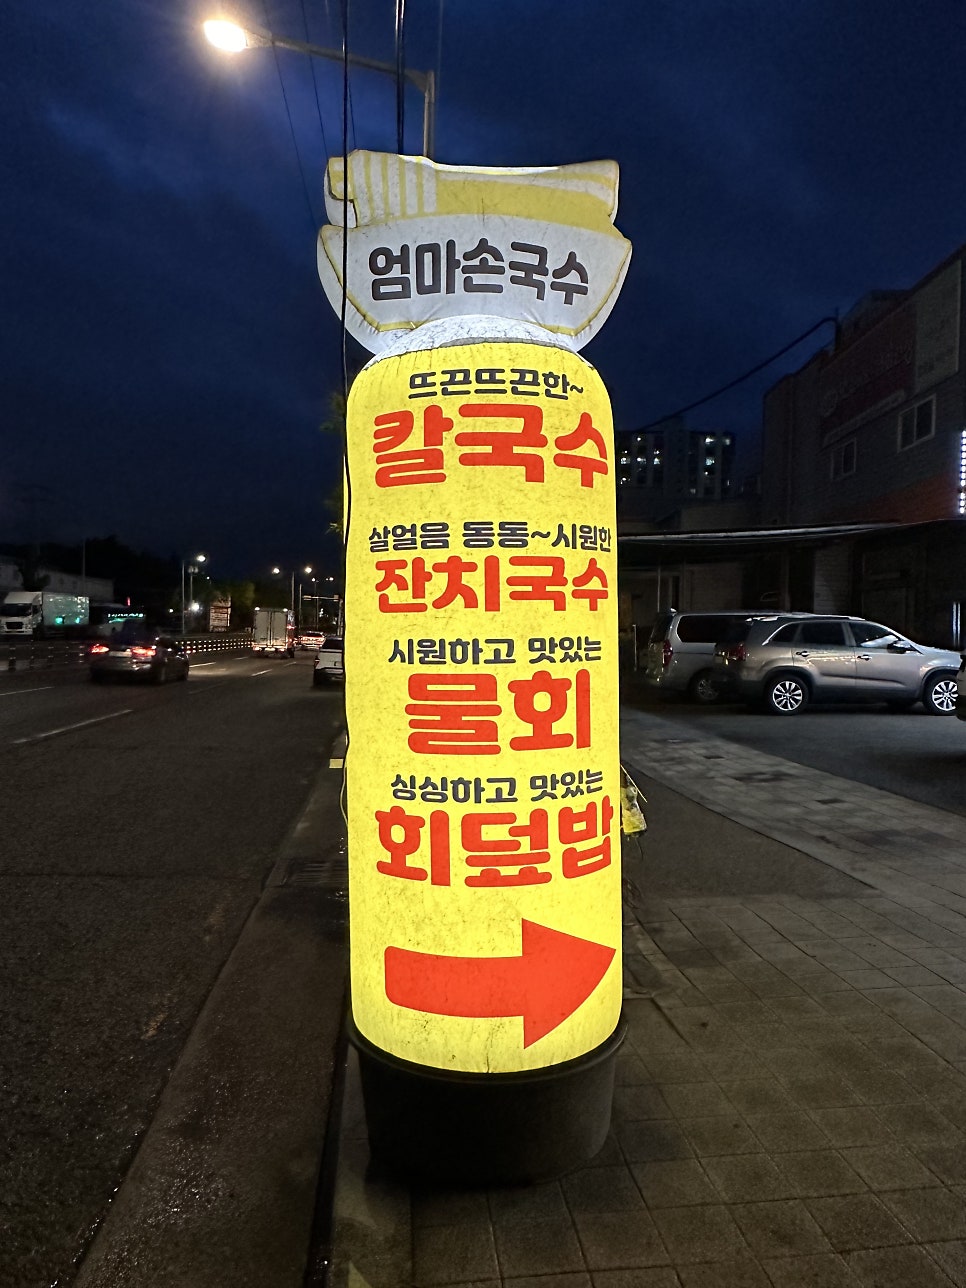 엄마손국수
뜨끈뜨끈한~
칼국수
살얼음 동동~시원한
잔치국수
시원하고 맛있는
물회
싱싱하고 맛있는
회덮밥